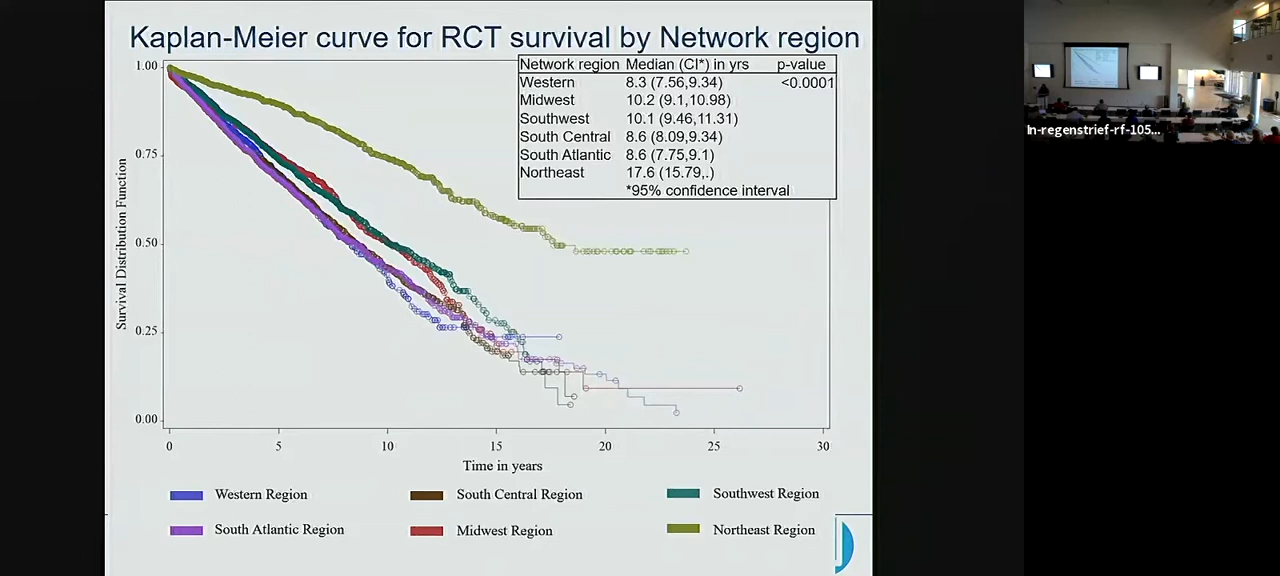 Kaplan-Meier curve for RCT survival by Network region
Network region Median (CI*) in yrs p-value
Western 8.3 (7.56,9.34) <0.0001
Midwest 10.2 (9.1,10.98)
Southwest 10.1 (9.46,11.31)
South Central 8.6 (8.09,9.34)
South Atlantic 8.6 (7.75,9.1)
Northeast 17.6 (15.79,.)
*95% confidence interval
Survival Distribution Function
1.00
0.75
0.50
0.25
0.00
0 5 10 15 20 25 30
Time in years
Western Region South Central Region Southwest Region
South Atlantic Region Midwest Region Northeast Region
In-regenstrief-rf-105...